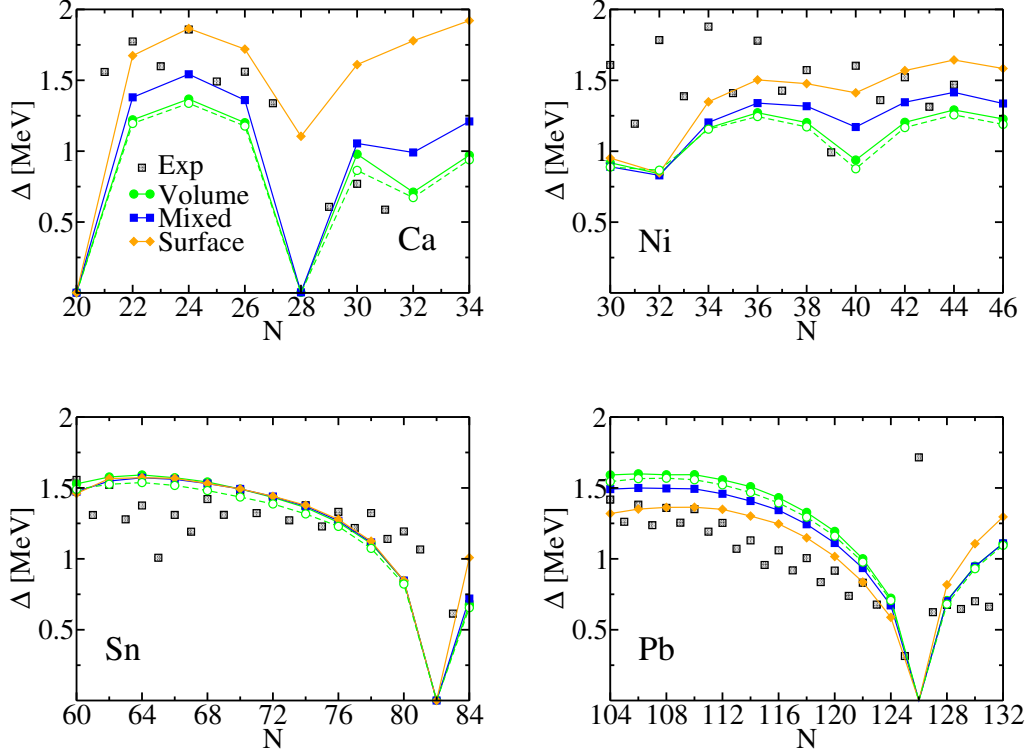 2
1.5
1
0.5
Δ [MeV]
Exp
Volume
Mixed
Surface
Ca
20 22 24 26 28 30 32 34
N
2
1.5
1
0.5
Δ [MeV]
Ni
30 32 34 36 38 40 42 44 46
N
2
1.5
1
0.5
Δ [MeV]
Sn
60 64 68 72 76 80 84
N
2
1.5
1
0.5
Δ [MeV]
Pb
104 108 112 116 120 124 128 132
N